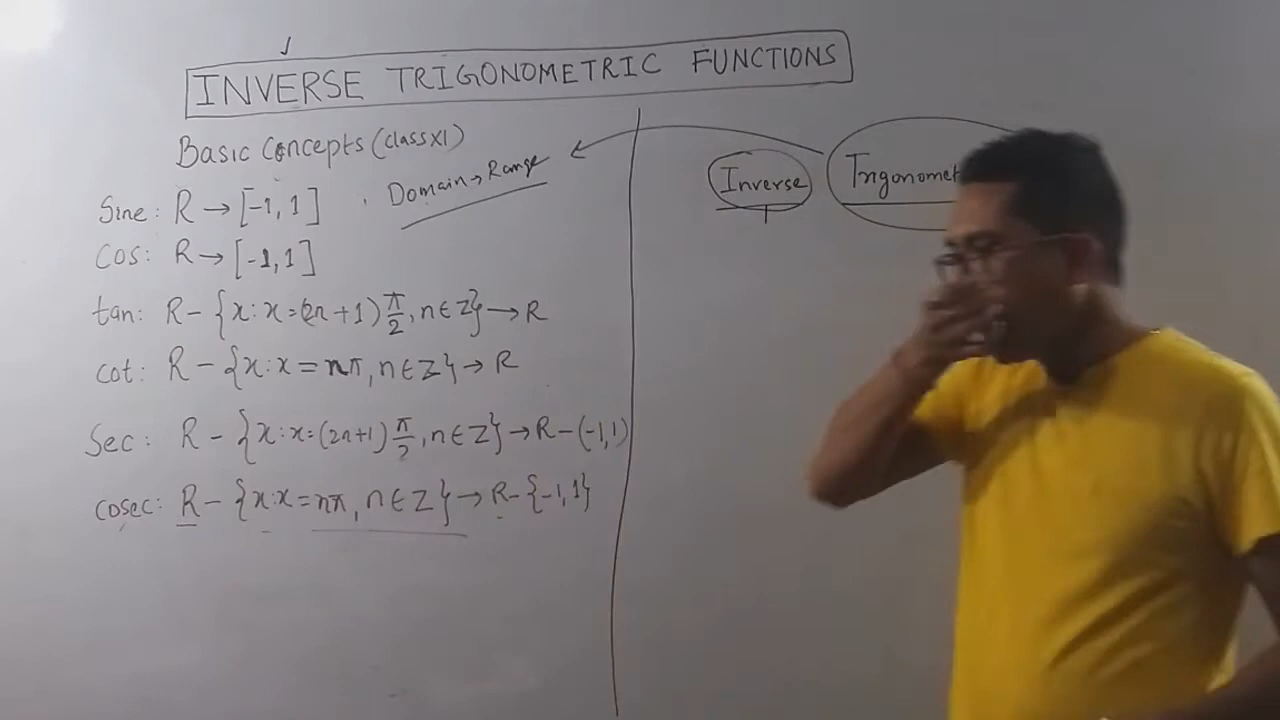 INVERSE TRIGONOMETRIC FUNCTIONS
Basic Concepts (class XI)
Domain → Range
Sine: R → [-1, 1]
Cos: R → [-1, 1]
tan: R - {x: x = (2n+1) π/2, n ∈ Z} → R
cot: R - {x: x = nπ, n ∈ Z} → R
Sec: R - {x: x = (2n+1) π/2, n ∈ Z} → R - (-1, 1)
cosec: R - {x: x = nπ, n ∈ Z} → R - {-1, 1}
Inverse Trigonomet